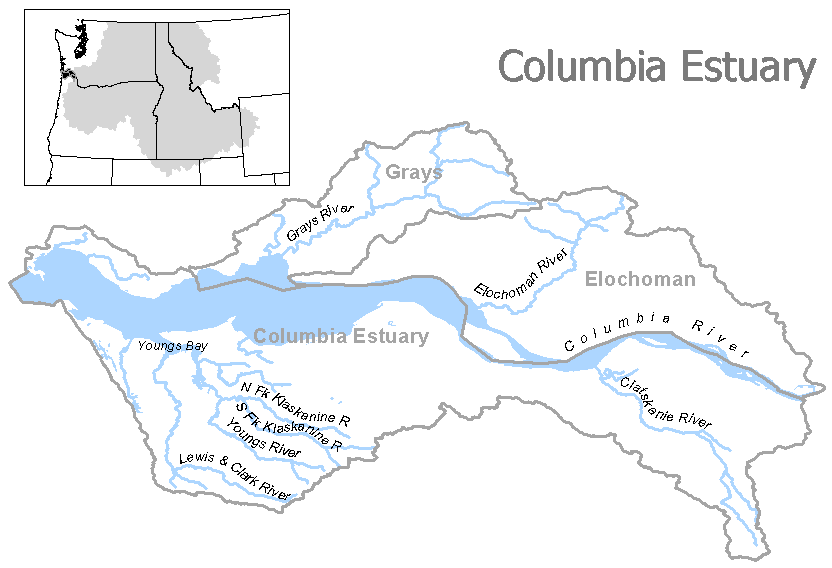 Columbia Estuary
Grays
Grays River
Elochoman River
Elochoman
Columbia River
Columbia Estuary
Youngs Bay
N Fk Klaskanine R
S Fk Klaskanine R
Youngs River
Lewis & Clark River
Clatskanie River